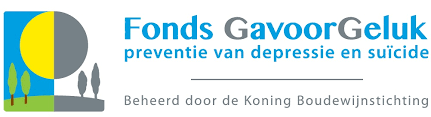 Fonds GavoorGeluk
preventie van depressie en suïcide
Beheerd door de Koning Boudewijnstichting